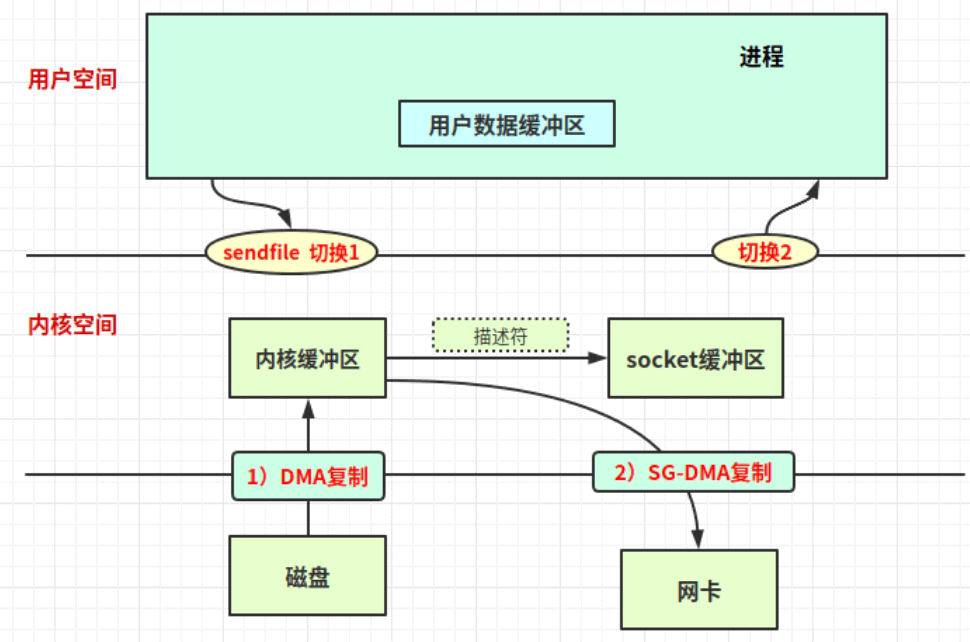 进程
用户空间
用户数据缓冲区
sendfile 切换1
切换2
内核空间
描述符
内核缓冲区
socket缓冲区
1）DMA复制
2）SG-DMA复制
磁盘
网卡